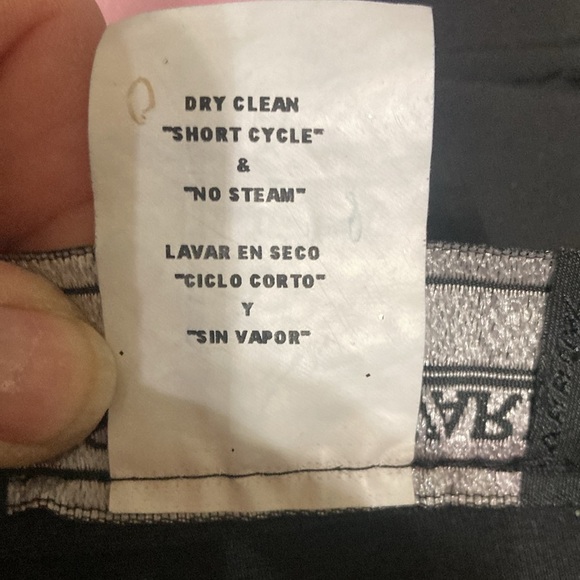 DRY CLEAN
"SHORT CYCLE"
&
"NO STEAM"
LAVAR EN SECO
"CICLO CORTO"
Y
"SIN VAPOR"